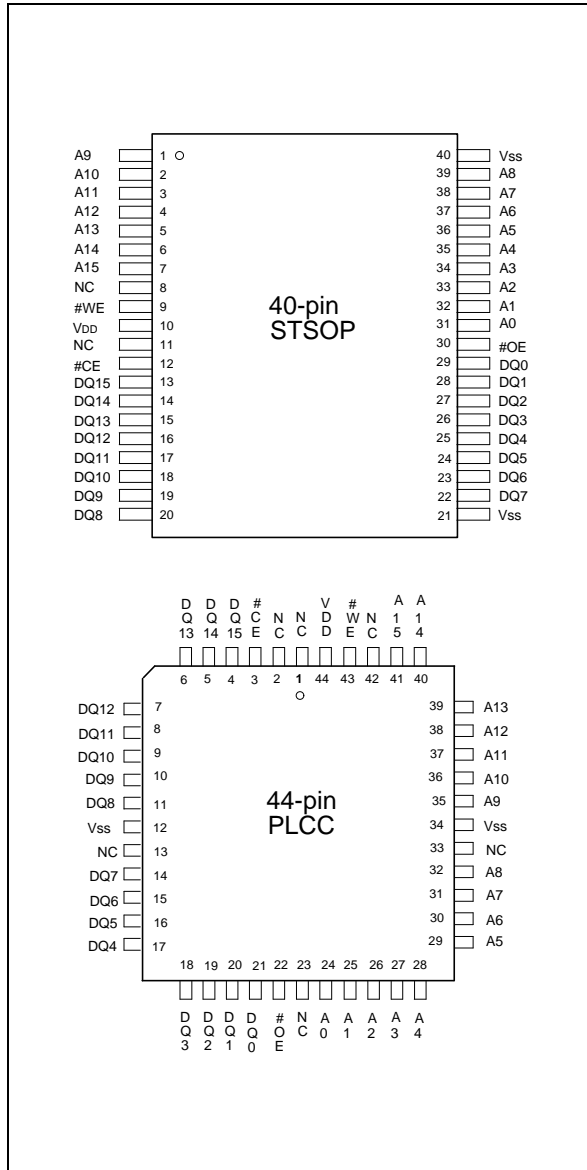 A9 1 40 Vss
A10 2 39 A8
A11 3 38 A7
A12 4 37 A6
A13 5 36 A5
A14 6 35 A4
A15 7 34 A3
NC 8 33 A2
#WE 9 32 A1
VDD 10 31 A0
NC 11 30 #OE
#CE 12 29 DQ0
DQ15 13 28 DQ1
DQ14 14 27 DQ2
DQ13 15 26 DQ3
DQ12 16 25 DQ4
DQ11 17 24 DQ5
DQ10 18 23 DQ6
DQ9 19 22 DQ7
DQ8 20 21 Vss
40-pin
STSOP
DQ13 DQ14 DQ15 #CE NC NC VDD #WE NC A15 A14
6 5 4 3 2 1 44 43 42 41 40
DQ12 7 39 A13
DQ11 8 38 A12
DQ10 9 37 A11
DQ9 10 36 A10
DQ8 11 35 A9
Vss 12 34 Vss
NC 13 33 NC
DQ7 14 32 A8
DQ6 15 31 A7
DQ5 16 30 A6
DQ4 17 29 A5
44-pin
PLCC
18 19 20 21 22 23 24 25 26 27 28
DQ3 DQ2 DQ1 DQ0 #OE NC A0 A1 A2 A3 A4